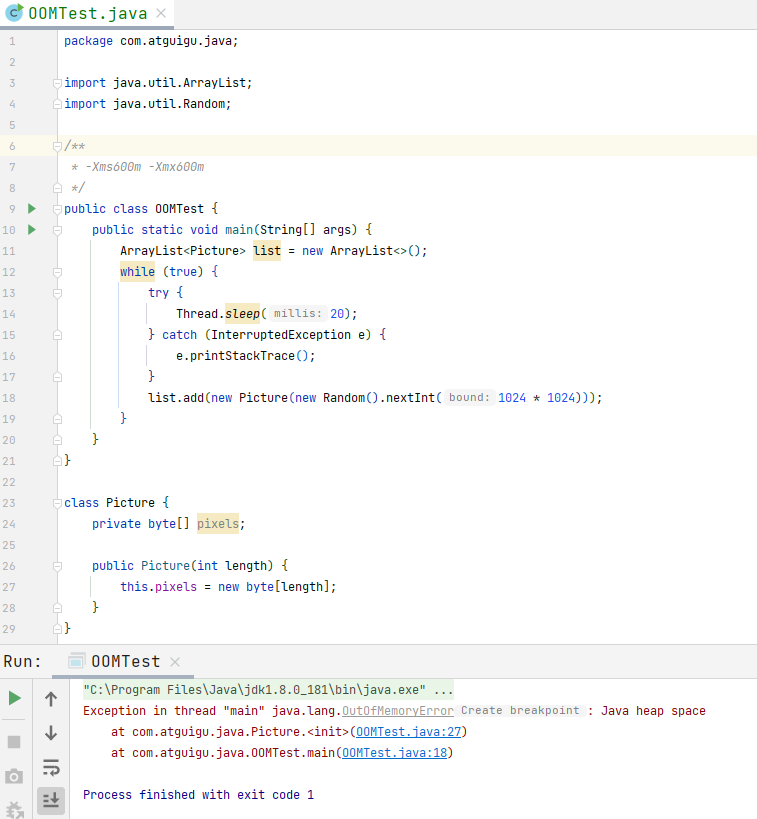 OOMTest.java
1 package com.atguigu.java;
2
3 import java.util.ArrayList;
4 import java.util.Random;
5
6 /**
7  * -Xms600m -Xmx600m
8  */
9 public class OOMTest {
10     public static void main(String[] args) {
11         ArrayList<Picture> list = new ArrayList<>();
12         while (true) {
13             try {
14                 Thread.sleep( millis: 20);
15             } catch (InterruptedException e) {
16                 e.printStackTrace();
17             }
18             list.add(new Picture(new Random().nextInt( bound: 1024 * 1024)));
19         }
20     }
21 }
22
23 class Picture {
24     private byte[] pixels;
25
26     public Picture(int length) {
27         this.pixels = new byte[length];
28     }
29 }
Run: OOMTest
"C:\Program Files\Java\jdk1.8.0_181\bin\java.exe" ...
Exception in thread "main" java.lang.OutOfMemoryError Create breakpoint : Java heap space
    at com.atguigu.java.Picture.<init>(OOMTest.java:27)
    at com.atguigu.java.OOMTest.main(OOMTest.java:18)

Process finished with exit code 1